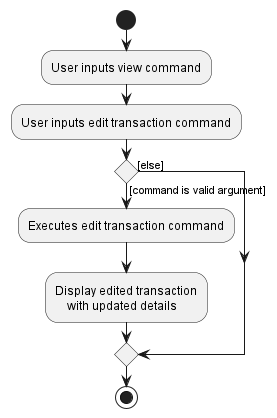 User inputs view command
User inputs edit transaction command
[else]
[command is valid argument]
Executes edit transaction command
Display edited transaction
with updated details